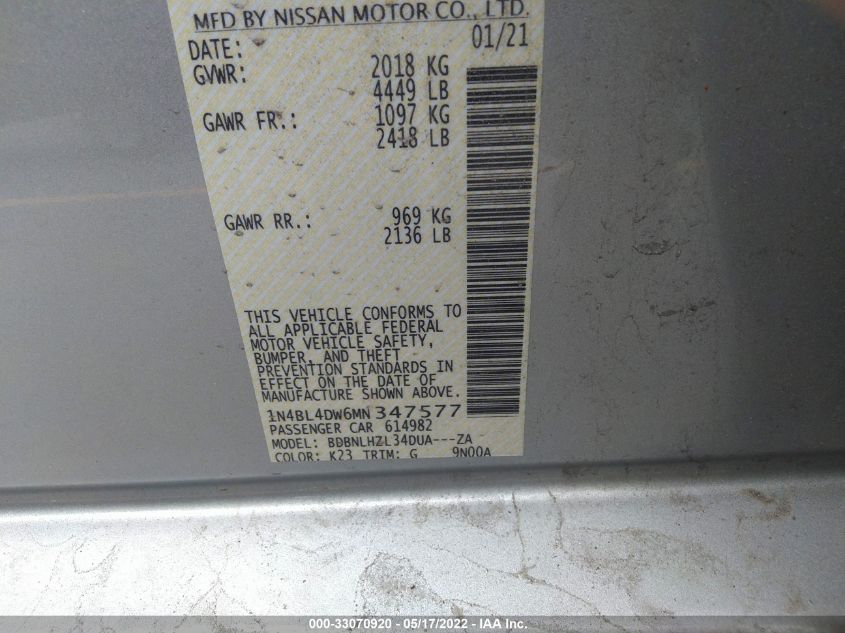 MFD BY NISSAN MOTOR CO., LTD.
DATE: 01/21
GVWR: 2018 KG
4449 LB
GAWR FR.: 1097 KG
2418 LB
GAWR RR.: 969 KG
2136 LB
THIS VEHICLE CONFORMS TO
ALL APPLICABLE FEDERAL
MOTOR VEHICLE SAFETY,
BUMPER, AND THEFT
PREVENTION STANDARDS IN
EFFECT ON THE DATE OF
MANUFACTURE SHOWN ABOVE.
1N4BL4DW6MN347577
PASSENGER CAR 614982
MODEL: BDBNLHZL34DUA---ZA
COLOR: K23 TRIM: G 9N00A
000-33070920 - 05/17/2022 - IAA Inc.